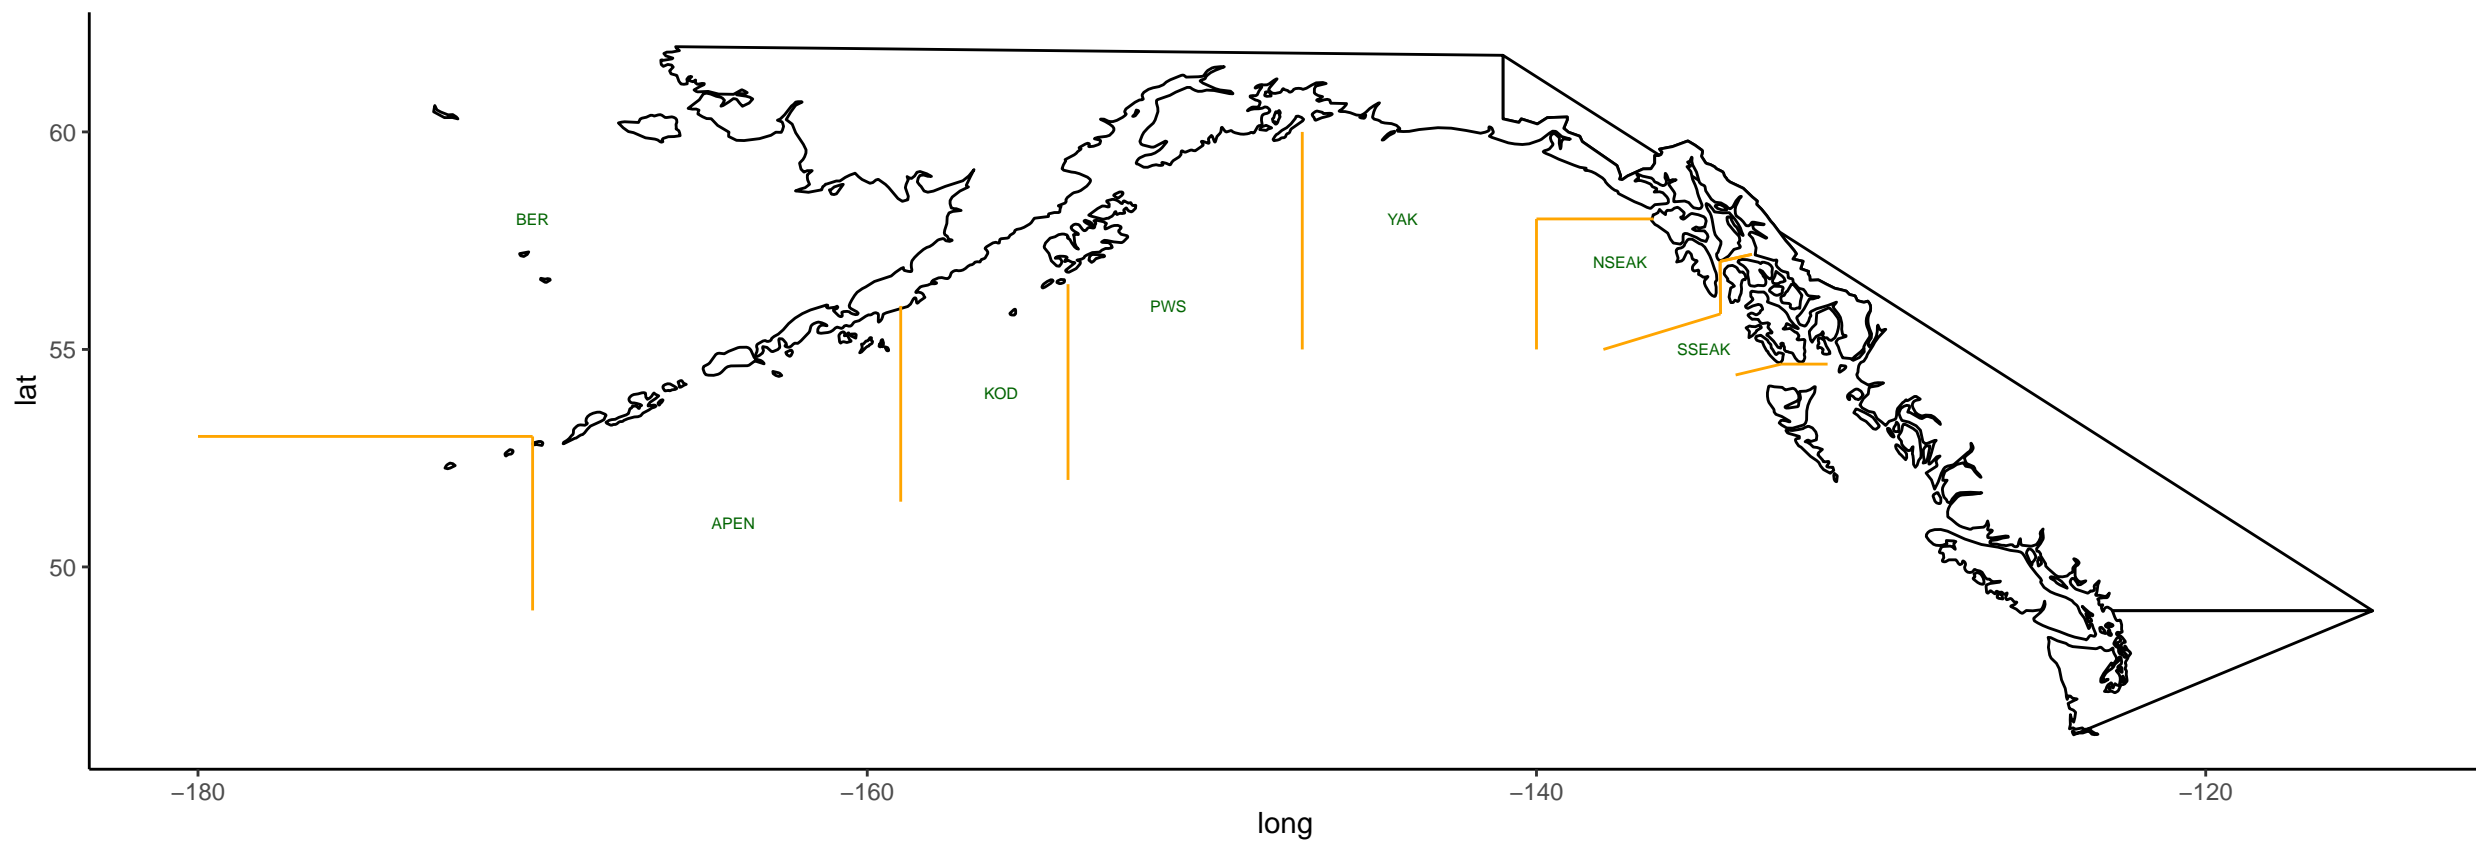 lat
60
55
50
BER
YAK
NSEAK
PWS
SSEAK
KOD
APEN
−180
−160
−140
−120
long